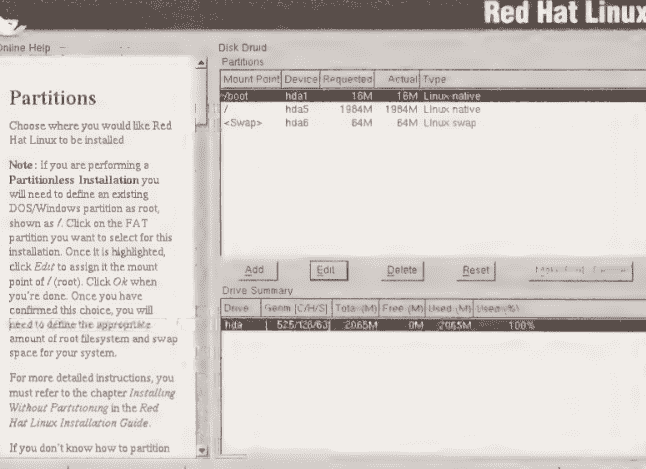 Red Hat Linux
Online Help
Disk Druid
Partitions
Mount Point Device Requested Actual Type
/boot hda1 16M 16M Linux native
/ hda5 1984M 1984M Linux native
<Swap> hda6 64M 64M Linux swap
Add Edit Delete Reset
Drive Summary
Drive Geom [C/H/S] Total (M) Free (M) Used (M) Used (%)
hda [ 525/128/63] 2065M 0M 2065M 100%
Partitions
Choose where you would like Red
Hat Linux to be installed
Note: If you are performing a
Partitionless Installation you
will need to define an existing
DOS/Windows partition as root,
shown as /. Click on the FAT
partition you want to select for this
installation. Once it is highlighted,
click Edit to assign it the mount
point of / (root). Click Ok when
you're done. Once you have
confirmed this choice, you will
need to define the appropriate
amount of root filesystem and swap
space for your system.
For more detailed instructions, you
must refer to the chapter Installing
Without Partitioning in the Red
Hat Linux Installation Guide.
If you don't know how to partition